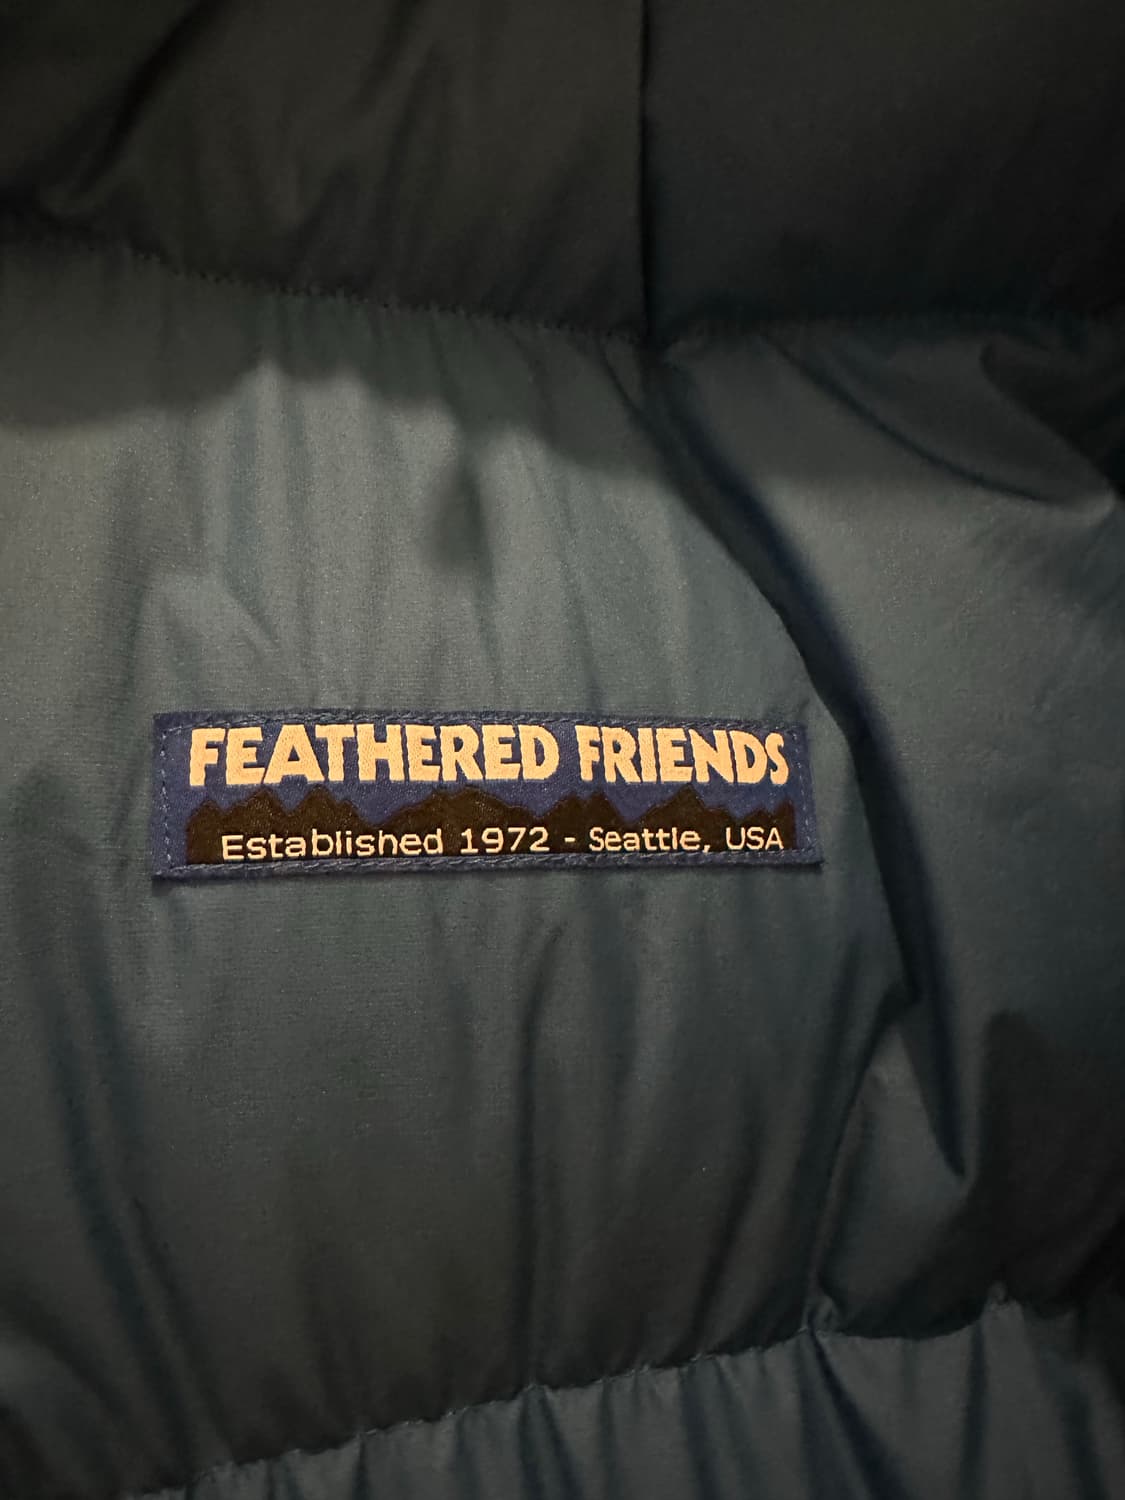 FEATHERED FRIENDS
Established 1972 - Seattle, USA